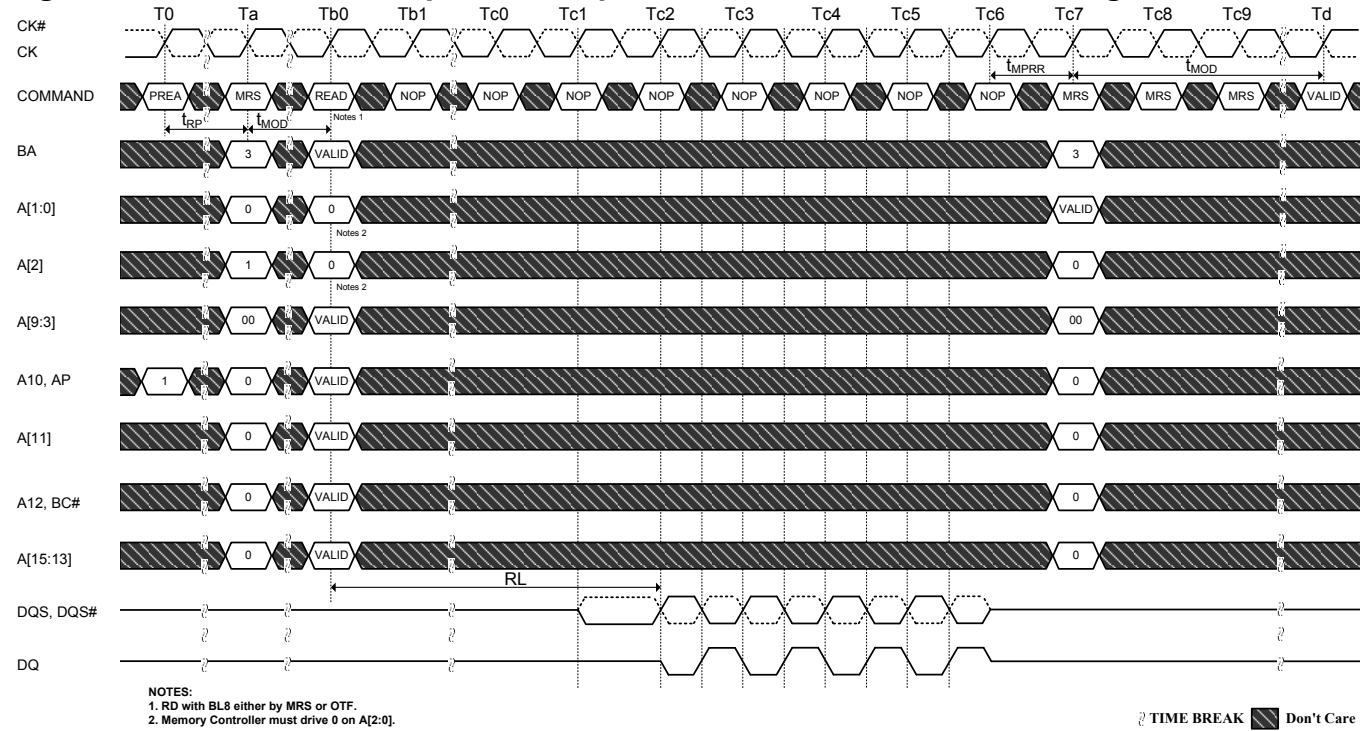 T0 Ta Tb0 Tb1 Tc0 Tc1 Tc2 Tc3 Tc4 Tc5 Tc6 Tc7 Tc8 Tc9 Td
CK#
CK
tMPRR tMOD
COMMAND PREA MRS READ NOP NOP NOP NOP NOP NOP NOP NOP MRS MRS MRS VALID
Notes 1
tRP tMOD
BA 3 VALID 3
A[1:0] 0 0 VALID
Notes 2
A[2] 1 0 0
Notes 2
A[9:3] 00 VALID 00
A10, AP 1 0 VALID 0
A[11] 0 VALID 0
A12, BC# 0 VALID 0
A[15:13] 0 VALID 0
RL
DQS, DQS#
DQ
NOTES:
1. RD with BL8 either by MRS or OTF.
2. Memory Controller must drive 0 on A[2:0].
TIME BREAK Don't Care